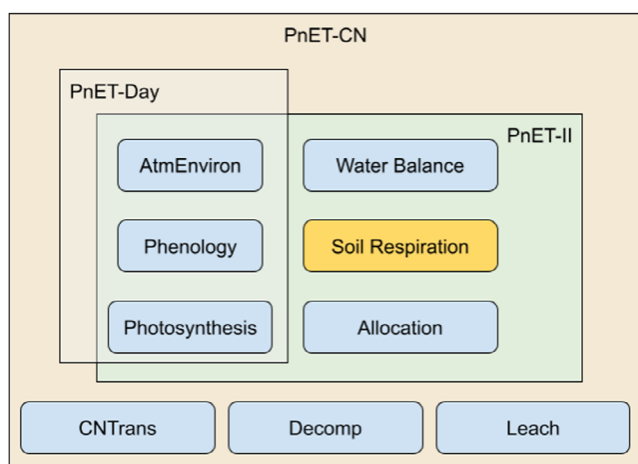 PnET-CN
PnET-Day
PnET-II
AtmEnviron
Water Balance
Phenology
Soil Respiration
Photosynthesis
Allocation
CNTrans
Decomp
Leach